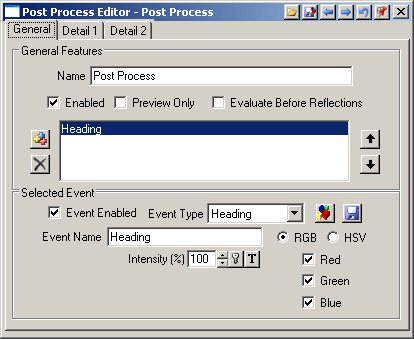 Post Process Editor - Post Process
General Detail 1 Detail 2
General Features
Name Post Process
Enabled Preview Only Evaluate Before Reflections
Heading
Selected Event
Event Enabled Event Type Heading
Event Name Heading RGB HSV
Intensity (%) 100 T Red
Green
Blue